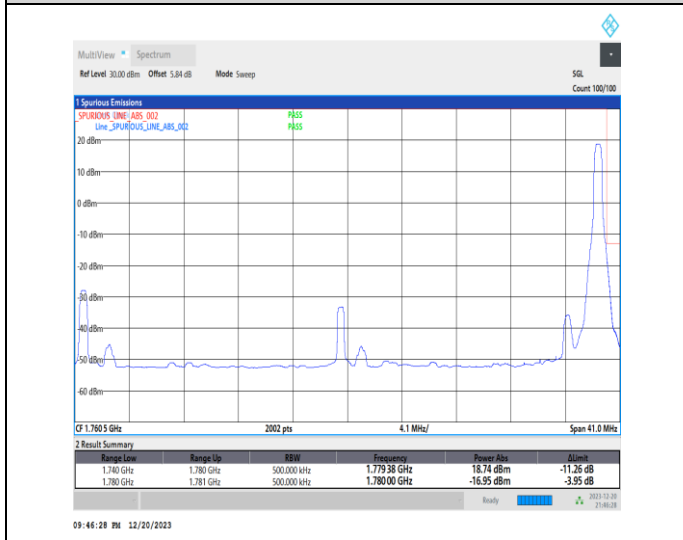 MultiView Spectrum
Ref Level 30.00 dBm Offset 5.84 dB Mode Sweep SGL
Count 100/100
1 Spurious Emissions
SPURIOUS_LINE_ABS_002 PASS
Line _SPURIOUS_LINE_ABS_002 PASS
20 dBm
10 dBm
0 dBm
-10 dBm
-20 dBm
-30 dBm
-40 dBm
-50 dBm
-60 dBm
CF 1.760 5 GHz 2002 pts 4.1 MHz/ Span 41.0 MHz
2 Result Summary
Range Low Range Up RBW Frequency Power Abs ΔLimit
1.740 GHz 1.780 GHz 500.000 kHz 1.779 38 GHz 18.74 dBm -11.26 dB
1.780 GHz 1.781 GHz 500.000 kHz 1.780 00 GHz -16.95 dBm -3.95 dB
Ready 2023-12-20
21:46:28
09:46:28 PM 12/20/2023